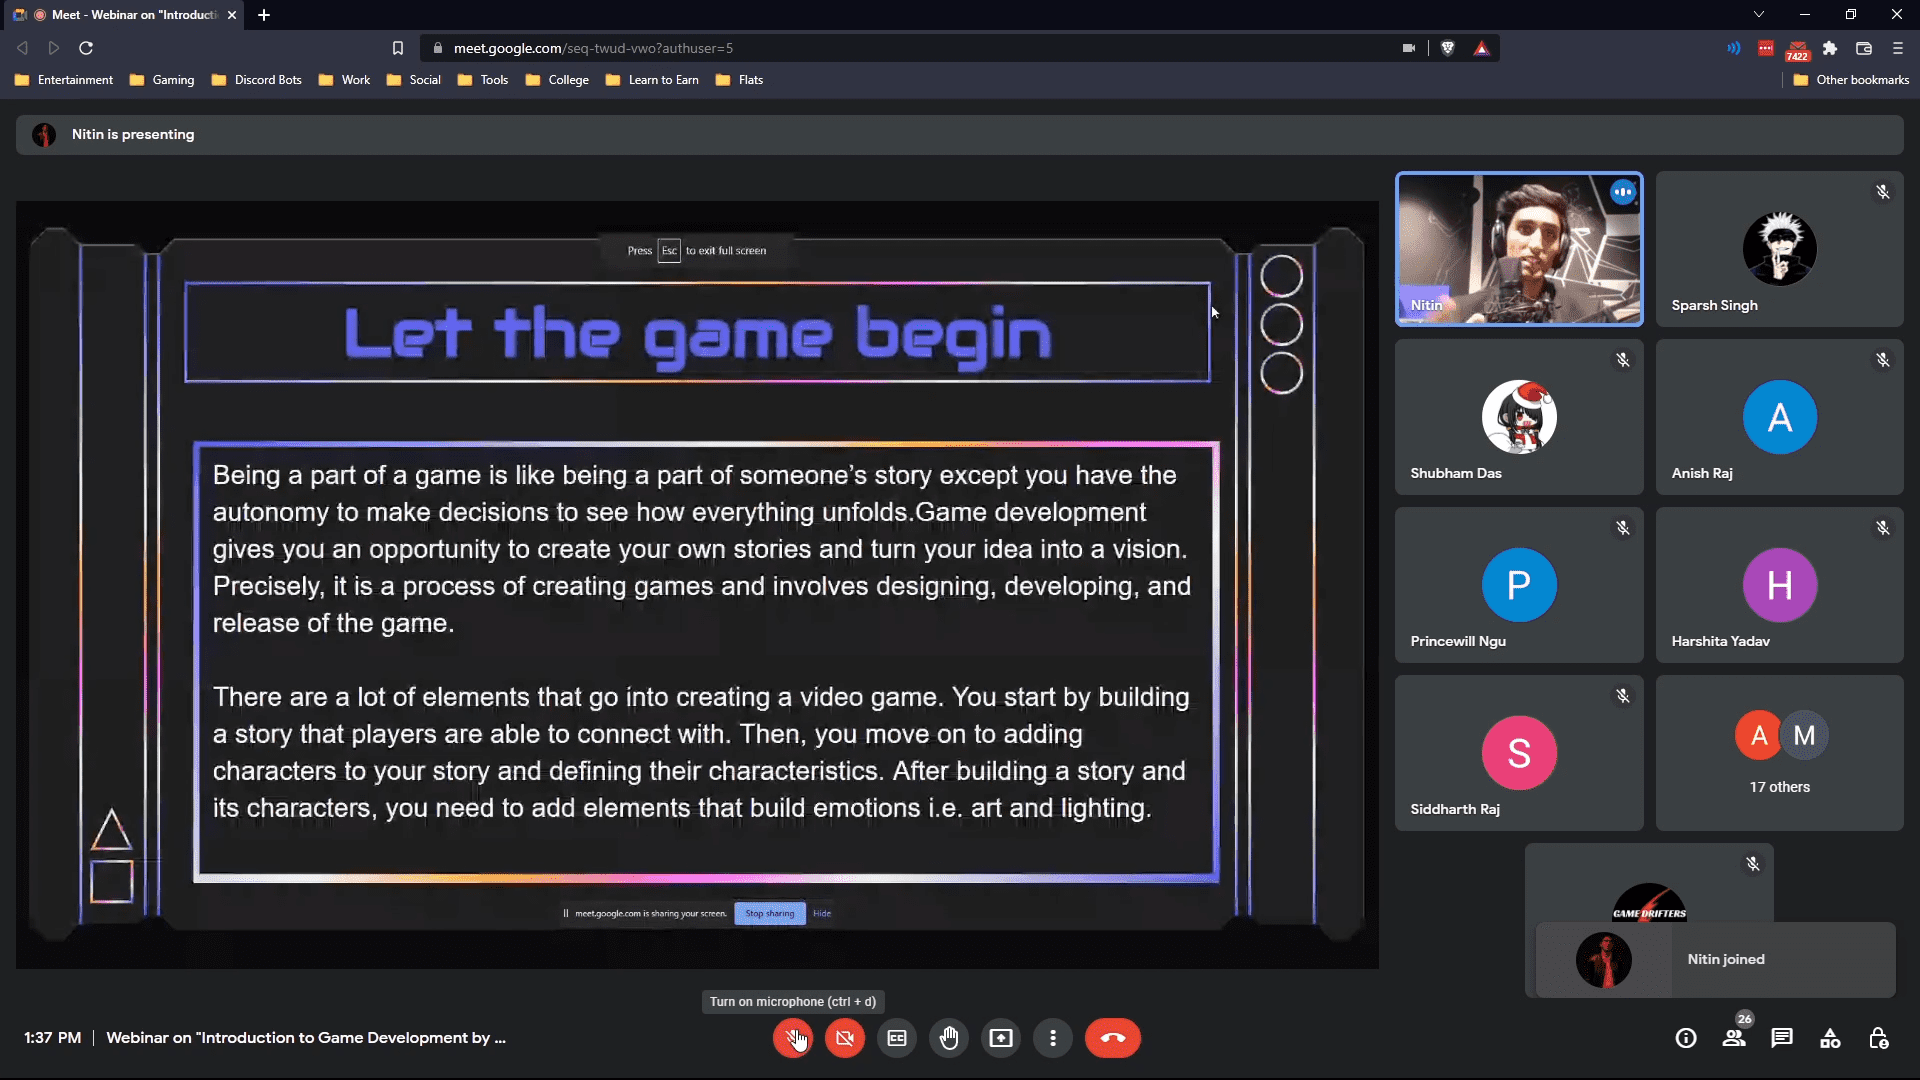 Meet - Webinar on "Introducti
meet.google.com/seq-twud-vwo?authuser=5
7422
Entertainment Gaming Discord Bots Work Social Tools College Learn to Earn Flats Other bookmarks
Nitin is presenting
Press Esc to exit full screen
Let the game begin
Being a part of a game is like being a part of someone’s story except you have the
autonomy to make decisions to see how everything unfolds.Game development
gives you an opportunity to create your own stories and turn your idea into a vision.
Precisely, it is a process of creating games and involves designing, developing, and
release of the game.
There are a lot of elements that go into creating a video game. You start by building
a story that players are able to connect with. Then, you move on to adding
characters to your story and defining their characteristics. After building a story and
its characters, you need to add elements that build emotions i.e. art and lighting.
meet.google.com is sharing your screen. Stop sharing Hide
Nitin
Sparsh Singh
Shubham Das
A
Anish Raj
P
Princewill Ngu
H
Harshita Yadav
S
Siddharth Raj
A M
17 others
GAME DRIFTERS
Nitin joined
Turn on microphone (ctrl + d)
1:37 PM | Webinar on "Introduction to Game Development by ...
CC
26